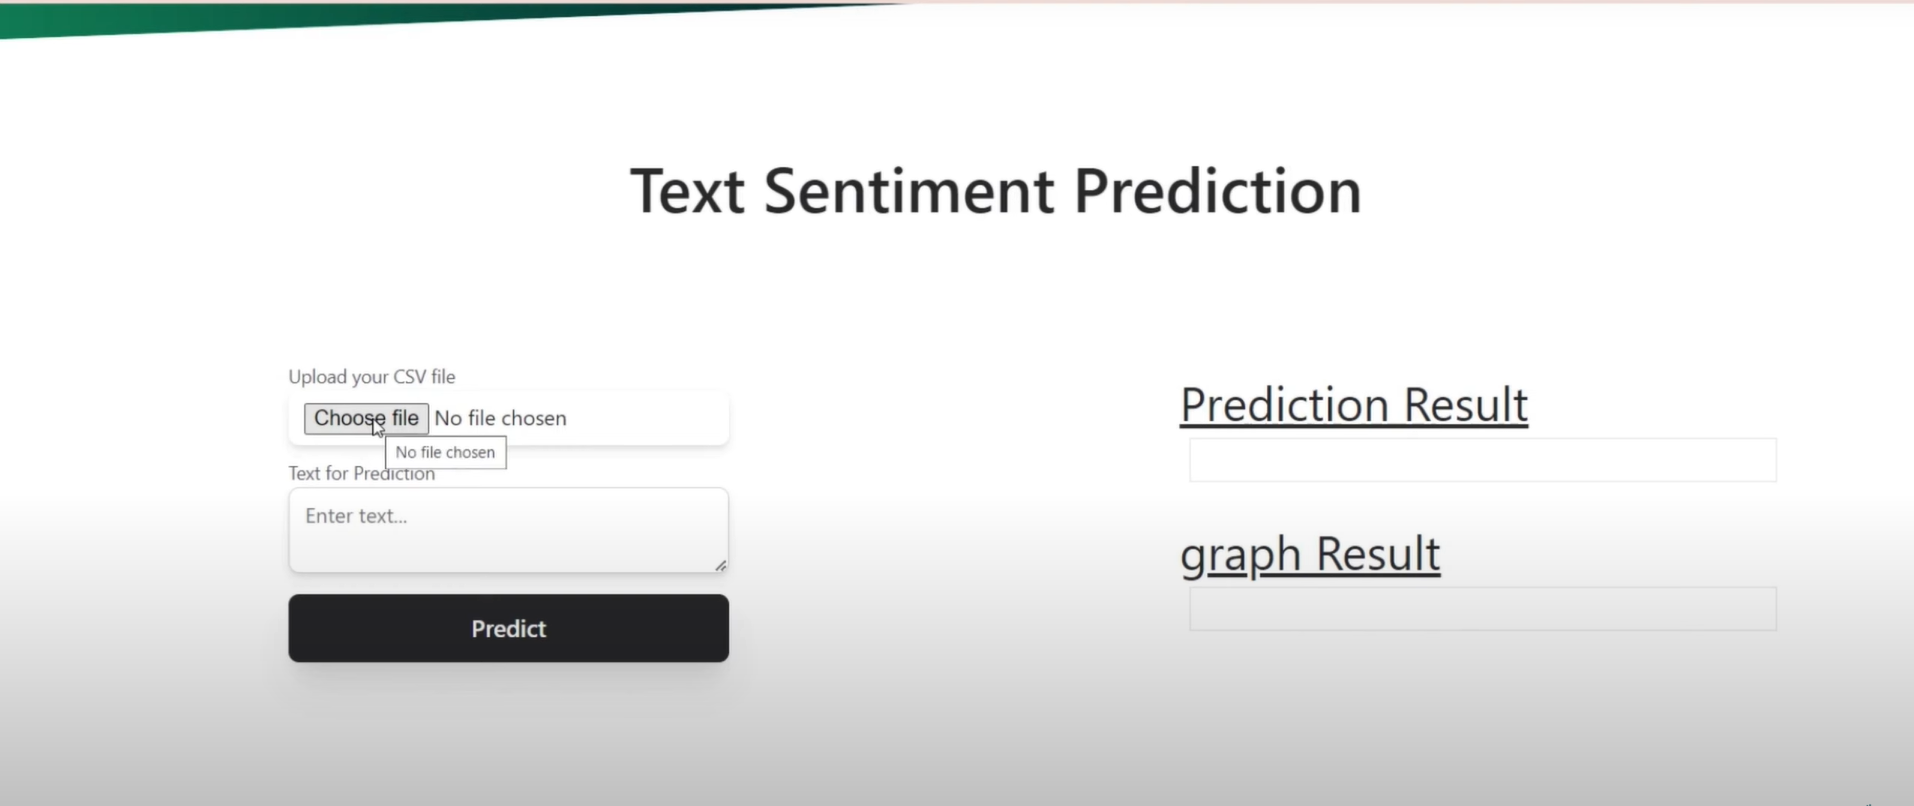 Text Sentiment Prediction
Upload your CSV file
Choose file No file chosen
No file chosen
Text for Prediction
Enter text...
Predict
Prediction Result
graph Result